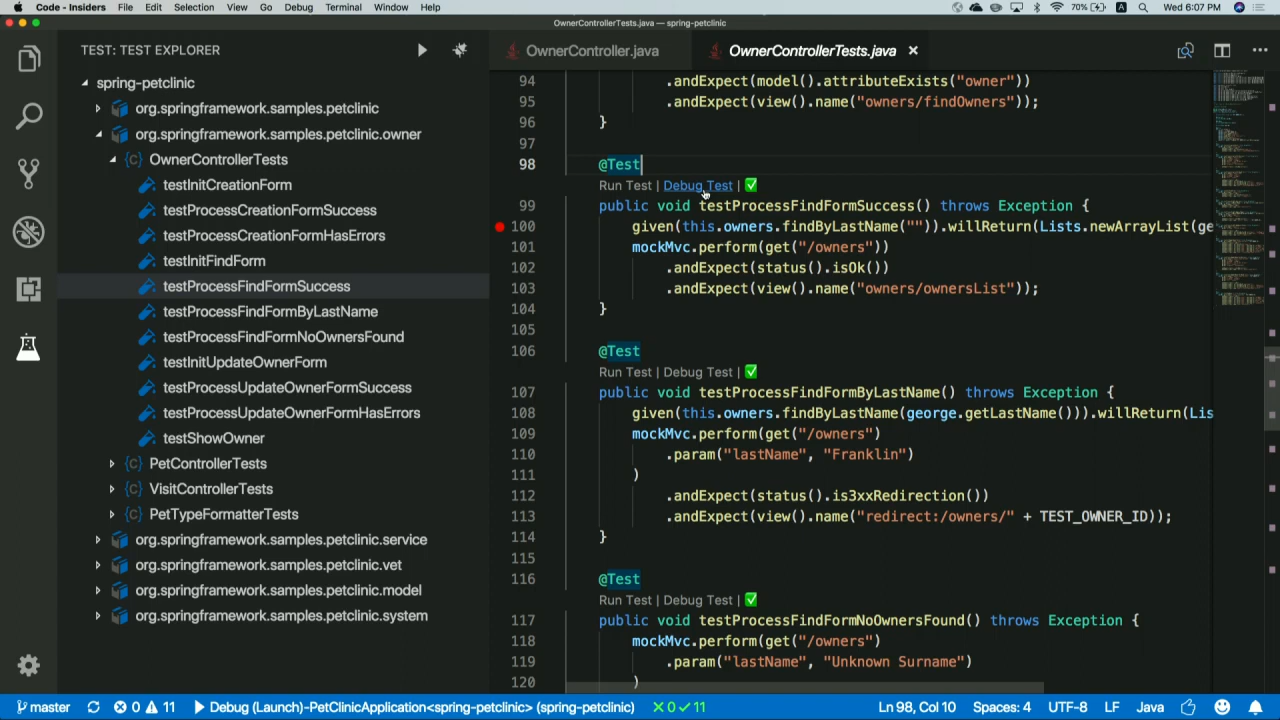 Code - Insiders File Edit Selection View Go Debug Terminal Window Help
70% A Wed 6:07 PM
OwnerControllerTests.java — spring-petclinic
TEST: TEST EXPLORER
spring-petclinic
org.springframework.samples.petclinic
org.springframework.samples.petclinic.owner
{} OwnerControllerTests
testInitCreationForm
testProcessCreationFormSuccess
testProcessCreationFormHasErrors
testInitFindForm
testProcessFindFormSuccess
testProcessFindFormByLastName
testProcessFindFormNoOwnersFound
testInitUpdateOwnerForm
testProcessUpdateOwnerFormSuccess
testProcessUpdateOwnerFormHasErrors
testShowOwner
{} PetControllerTests
{} VisitControllerTests
{} PetTypeFormatterTests
org.springframework.samples.petclinic.service
org.springframework.samples.petclinic.vet
org.springframework.samples.petclinic.model
org.springframework.samples.petclinic.system
OwnerController.java OwnerControllerTests.java ×
94 .andExpect(model().attributeExists("owner"))
95 .andExpect(view().name("owners/findOwners"));
96 }
97
98 @Test
Run Test | Debug Test | ✅
99 public void testProcessFindFormSuccess() throws Exception {
100 given(this.owners.findByLastName("")).willReturn(Lists.newArrayList(ge
101 mockMvc.perform(get("/owners"))
102 .andExpect(status().isOk())
103 .andExpect(view().name("owners/ownersList"));
104 }
105
106 @Test
Run Test | Debug Test | ✅
107 public void testProcessFindFormByLastName() throws Exception {
108 given(this.owners.findByLastName(george.getLastName())).willReturn(Lis
109 mockMvc.perform(get("/owners")
110 .param("lastName", "Franklin")
111 )
112 .andExpect(status().is3xxRedirection())
113 .andExpect(view().name("redirect:/owners/" + TEST_OWNER_ID));
114 }
115
116 @Test
Run Test | Debug Test | ✅
117 public void testProcessFindFormNoOwnersFound() throws Exception {
118 mockMvc.perform(get("/owners")
119 .param("lastName", "Unknown Surname")
120 )
master 0 11 Debug (Launch)-PetClinicApplication<spring-petclinic> (spring-petclinic) ✕ 0 ✓ 11 Ln 98, Col 10 Spaces: 4 UTF-8 LF Java